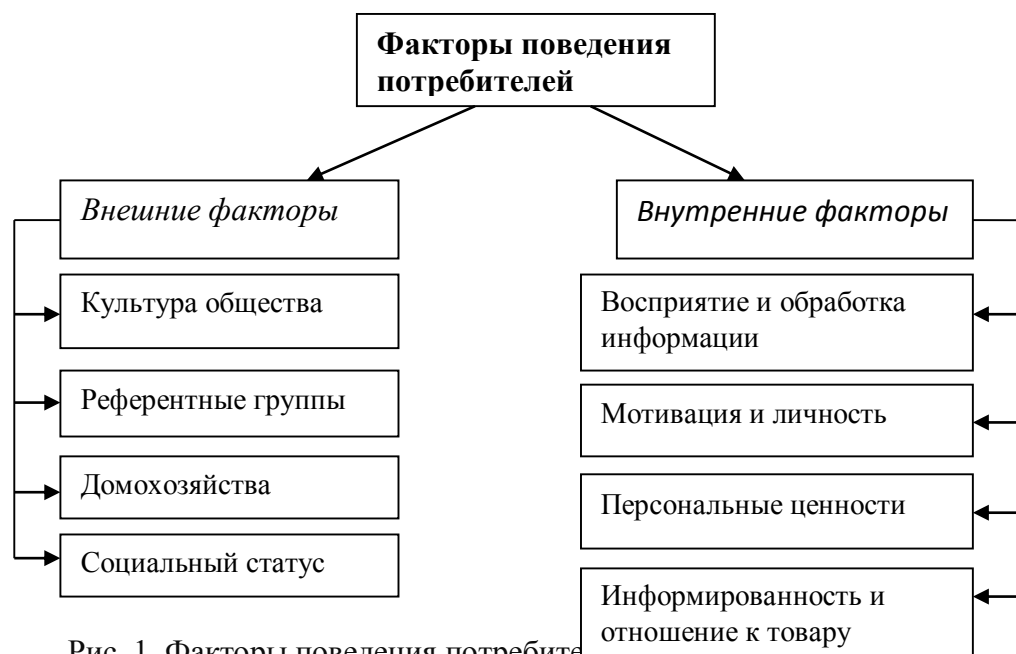 Факторы поведения
потребителей
Внешние факторы
Культура общества
Референтные группы
Домохозяйства
Социальный статус
Внутренние факторы
Восприятие и обработка
информации
Мотивация и личность
Персональные ценности
Информированность и
отношение к товару
Рис. 1. Факторы поведения